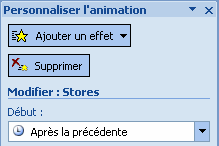 Personnaliser l'animation
Ajouter un effet
Supprimer
Modifier : Stores
Début :
Après la précédente